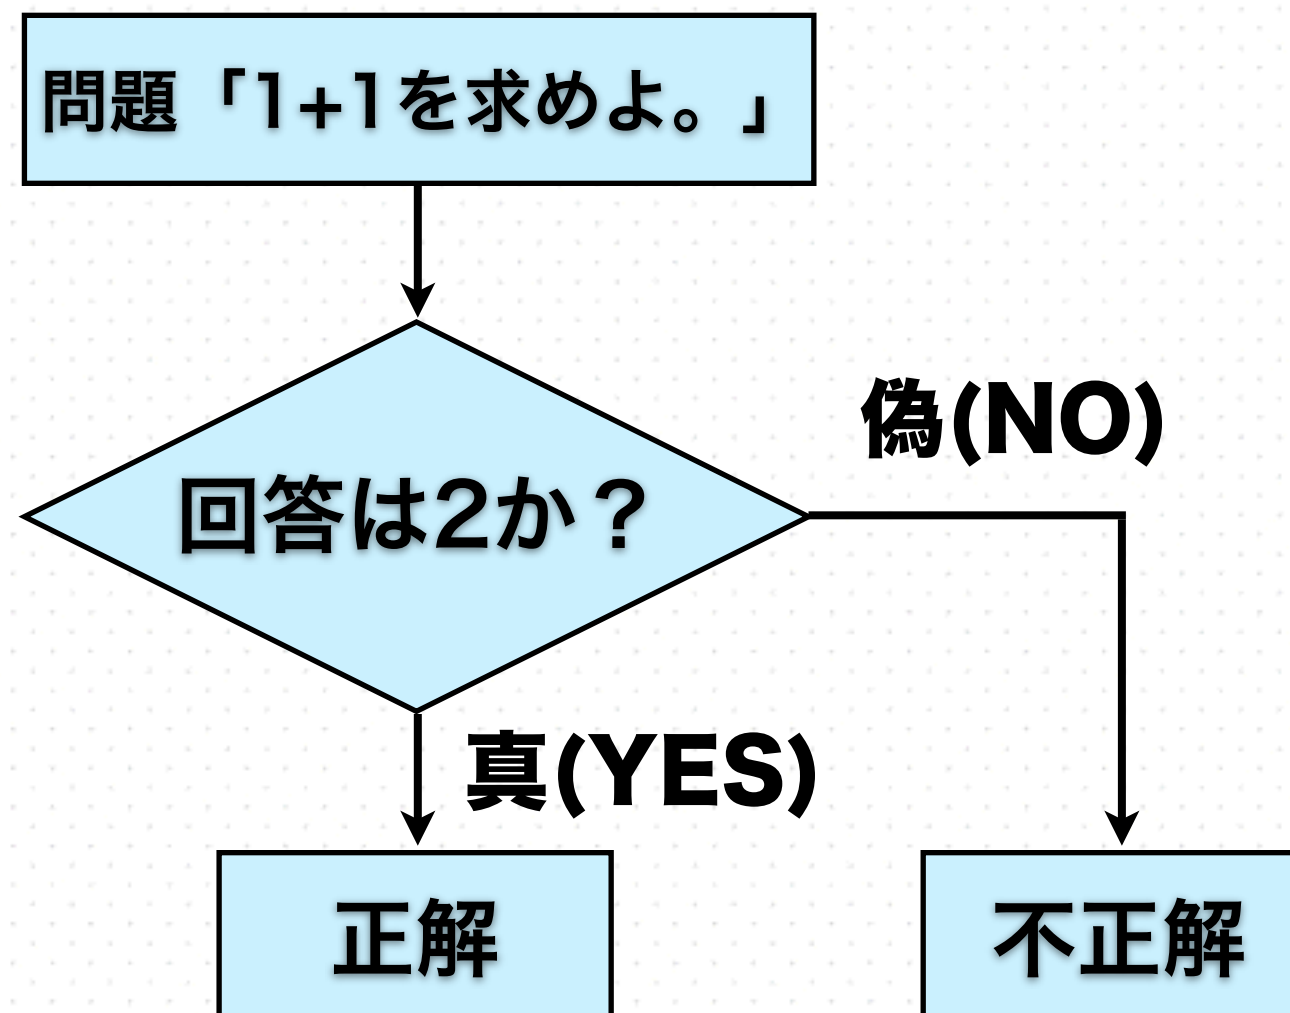 問題「1+1を求めよ。」
偽(NO)
回答は2か？
真(YES)
正解
不正解